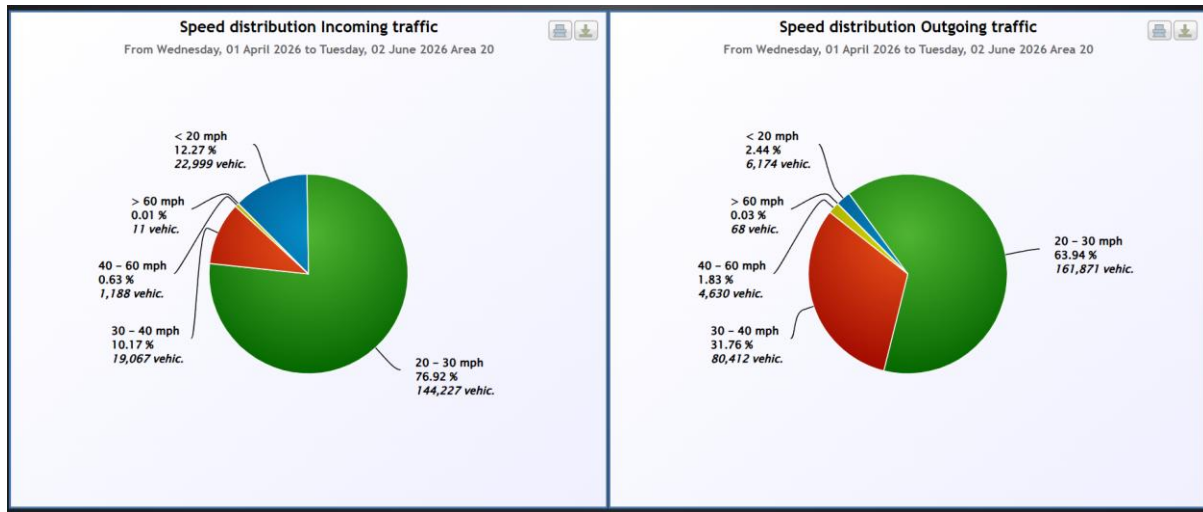 Speed distribution Incoming traffic
From Wednesday, 01 April 2026 to Tuesday, 02 June 2026 Area 20
< 20 mph
12.27 %
22,999 vehic.
> 60 mph
0.01 %
11 vehic.
40 – 60 mph
0.63 %
1,188 vehic.
30 – 40 mph
10.17 %
19,067 vehic.
20 – 30 mph
76.92 %
144,227 vehic.
Speed distribution Outgoing traffic
From Wednesday, 01 April 2026 to Tuesday, 02 June 2026 Area 20
< 20 mph
2.44 %
6,174 vehic.
> 60 mph
0.03 %
68 vehic.
40 – 60 mph
1.83 %
4,630 vehic.
30 – 40 mph
31.76 %
80,412 vehic.
20 – 30 mph
63.94 %
161,871 vehic.